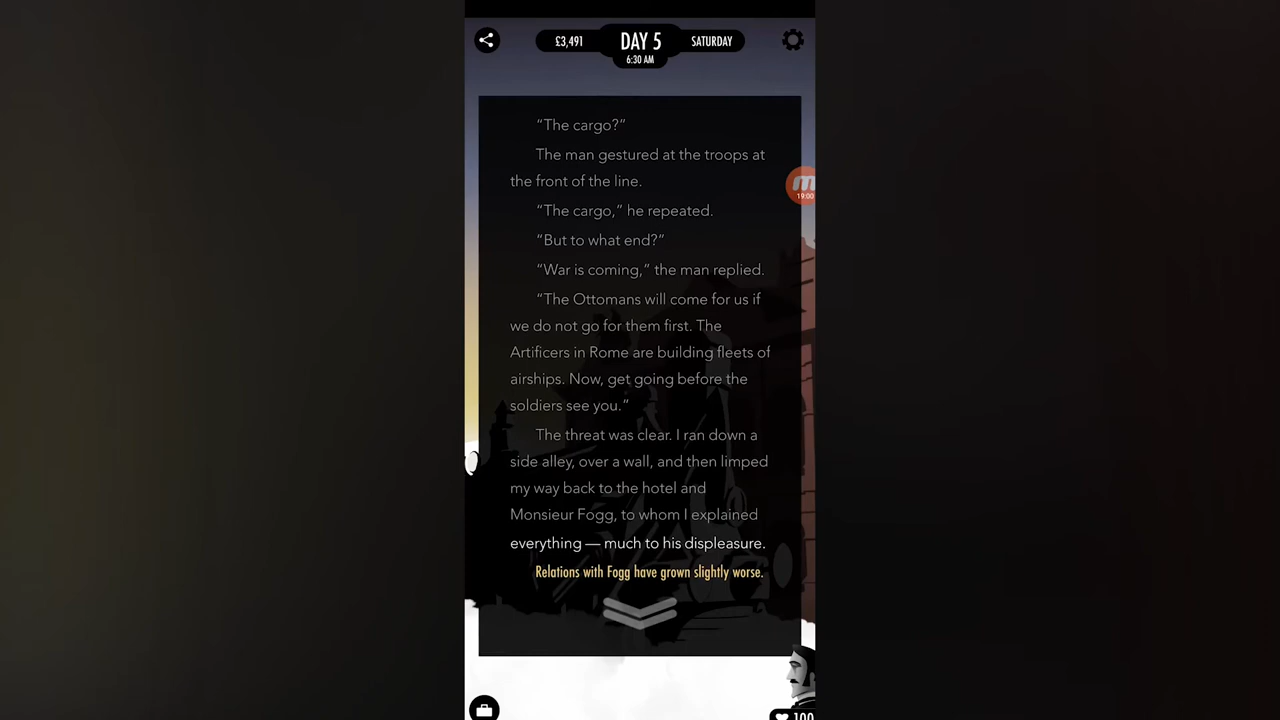 £3,491
DAY 5
SATURDAY
6:30 AM
“The cargo?“
The man gestured at the troops at
the front of the line.
“The cargo,” he repeated.
“But to what end?”
“War is coming,” the man replied.
“The Ottomans will come for us if
we do not go for them first. The
Artificers in Rome are building fleets of
airships. Now, get going before the
soldiers see you.”
The threat was clear. I ran down a
side alley, over a wall, and then limped
my way back to the hotel and
Monsieur Fogg, to whom I explained
everything — much to his displeasure.
Relations with Fogg have grown slightly worse.
m
19:00
100